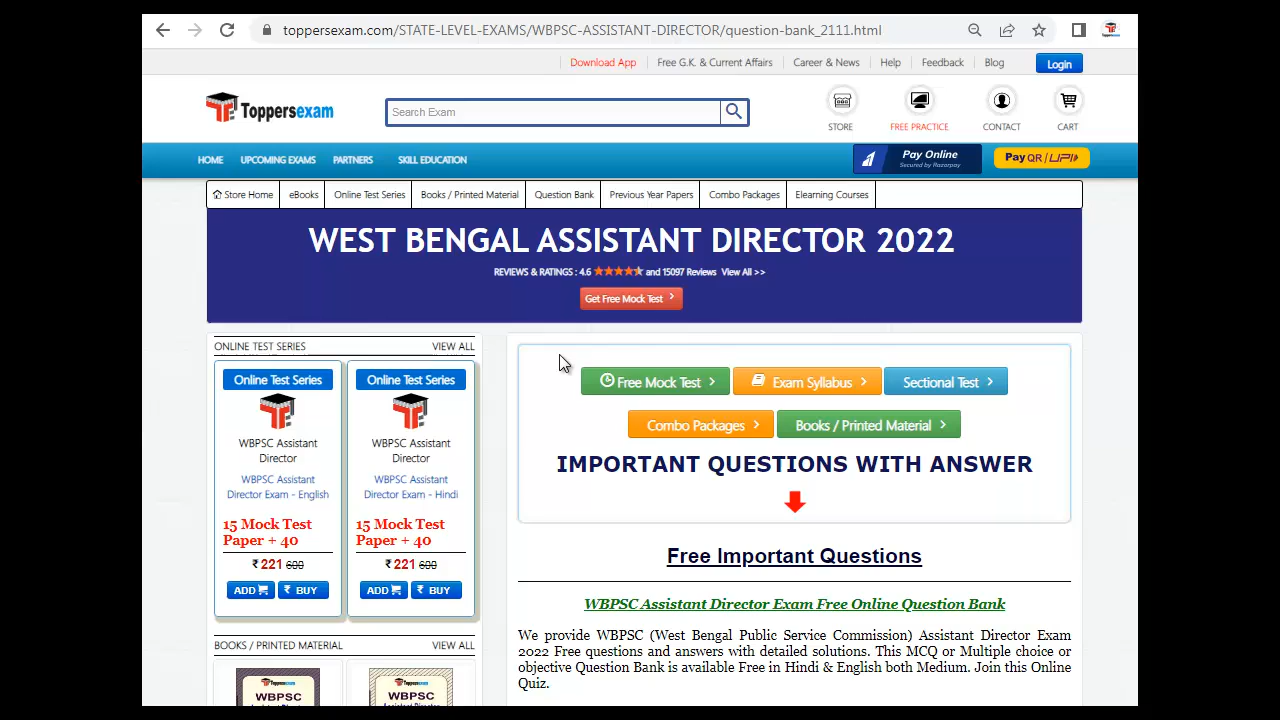 toppersexam.com/STATE-LEVEL-EXAMS/WBPSC-ASSISTANT-DIRECTOR/question-bank_2111.html
Download App Free G.K. & Current Affairs Career & News Help Feedback Blog Login
Toppersexam
Search Exam
STORE FREE PRACTICE CONTACT CART
HOME UPCOMING EXAMS PARTNERS SKILL EDUCATION
Pay Online
Secured by Razorpay
Pay QR / UPI
Store Home eBooks Online Test Series Books / Printed Material Question Bank Previous Year Papers Combo Packages Elearning Courses
WEST BENGAL ASSISTANT DIRECTOR 2022
REVIEWS & RATINGS : 4.6 and 15097 Reviews View All >>
Get Free Mock Test
ONLINE TEST SERIES VIEW ALL
Online Test Series
WBPSC Assistant
Director
WBPSC Assistant
Director Exam - English
15 Mock Test
Paper + 40
₹ 221 600
ADD ₹ BUY
Online Test Series
WBPSC Assistant
Director
WBPSC Assistant
Director Exam - Hindi
15 Mock Test
Paper + 40
₹ 221 600
ADD ₹ BUY
BOOKS / PRINTED MATERIAL VIEW ALL
Toppersexam
WBPSC
Toppersexam
WBPSC
Free Mock Test Exam Syllabus Sectional Test
Combo Packages Books / Printed Material
IMPORTANT QUESTIONS WITH ANSWER
Free Important Questions
WBPSC Assistant Director Exam Free Online Question Bank
We provide WBPSC (West Bengal Public Service Commission) Assistant Director Exam
2022 Free questions and answers with detailed solutions. This MCQ or Multiple choice or
objective Question Bank is available Free in Hindi & English both Medium. Join this Online
Quiz.